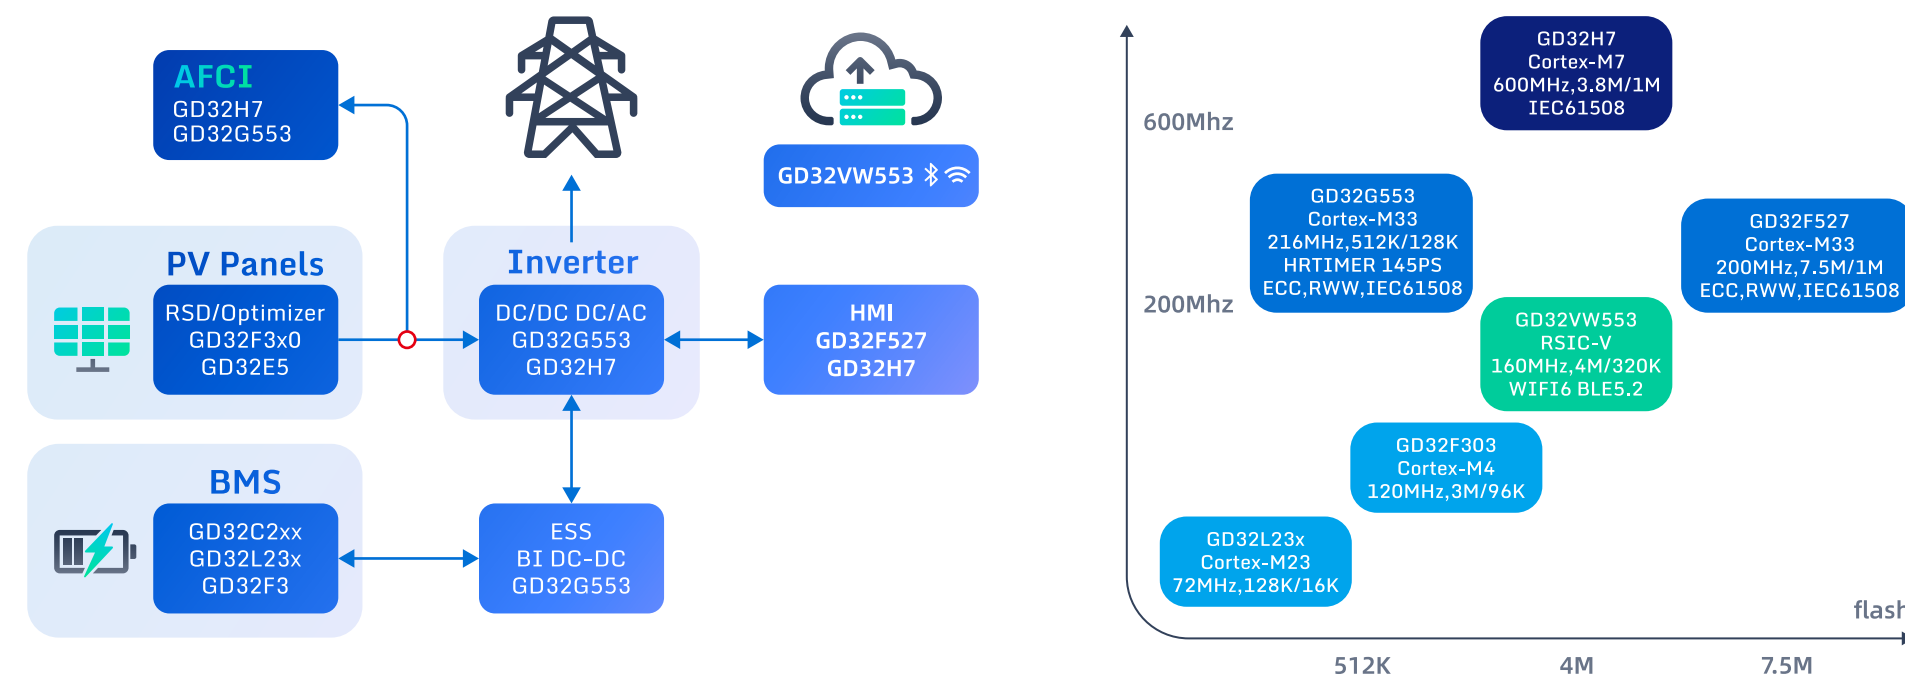 AFCI
GD32H7
GD32G553
GD32VW553
PV Panels
RSD/Optimizer
GD32F3x0
GD32E5
Inverter
DC/DC DC/AC
GD32G553
GD32H7
HMI
GD32F527
GD32H7
BMS
GD32C2xx
GD32L23x
GD32F3
ESS
BI DC-DC
GD32G553
600Mhz
200Mhz
GD32H7
Cortex-M7
600MHz,3.8M/1M
IEC61508
GD32G553
Cortex-M33
216MHz,512K/128K
HRTIMER 145PS
ECC,RWW,IEC61508
GD32F527
Cortex-M33
200MHz,7.5M/1M
ECC,RWW,IEC61508
GD32VW553
RSIC-V
160MHz,4M/320K
WIFI6 BLE5.2
GD32F303
Cortex-M4
120MHz,3M/96K
GD32L23x
Cortex-M23
72MHz,128K/16K
flash
512K
4M
7.5M